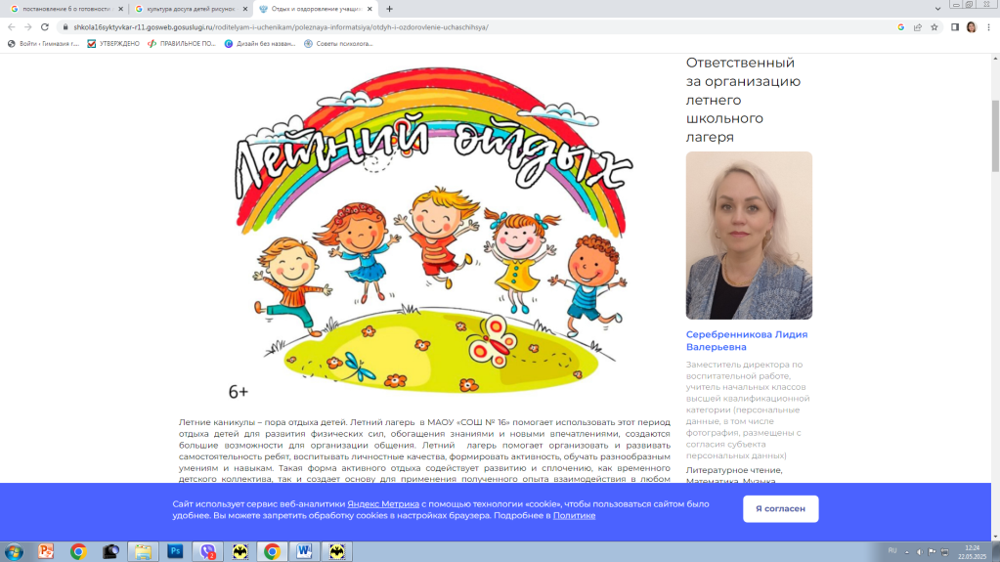 постановление 6 о готовности
культура досуга детей рисунок
Отдых и оздоровление учащи
shkola16syktyvkar-r11.gosweb.gosuslugi.ru/roditelyam-i-uchenikam/poleznaya-informatsiya/otdyh-i-ozdorovlenie-uchaschihsya/
Войти ‹ Гимназия г....
УТВЕРЖДЕНО
ПРАВИЛЬНОЕ ПО...
Дизайн без назван...
Советы психолога...
Летний отдых
6+
Летние каникулы – пора отдыха детей. Летний лагерь в МАОУ «СОШ № 16» помогает использовать этот период
отдыха детей для развития физических сил, обогащения знаниями и новыми впечатлениями, создаются
большие возможности для организации общения. Летний лагерь помогает организовать и развивать
самостоятельность ребят, воспитывать личностные качества, формировать активность, обучать разнообразным
умениям и навыкам. Такая форма активного отдыха содействует развитию и сплочению, как временного
детского коллектива, так и создает основу для применения полученного опыта взаимодействия в любом
Ответственный
за организацию
летнего
школьного
лагеря
Серебренникова Лидия
Валерьевна
Заместитель директора по
воспитательной работе,
учитель начальных классов
высшей квалификационной
категории (персональные
данные, в том числе
фотография, размещены с
согласия субъекта
персональных данных)
Литературное чтение,
Математика, Музыка,
Сайт использует сервис веб-аналитики Яндекс Метрика с помощью технологии «cookie», чтобы пользоваться сайтом было
удобнее. Вы можете запретить обработку cookies в настройках браузера. Подробнее в Политике
Я согласен
RU
12:24
22.05.2025